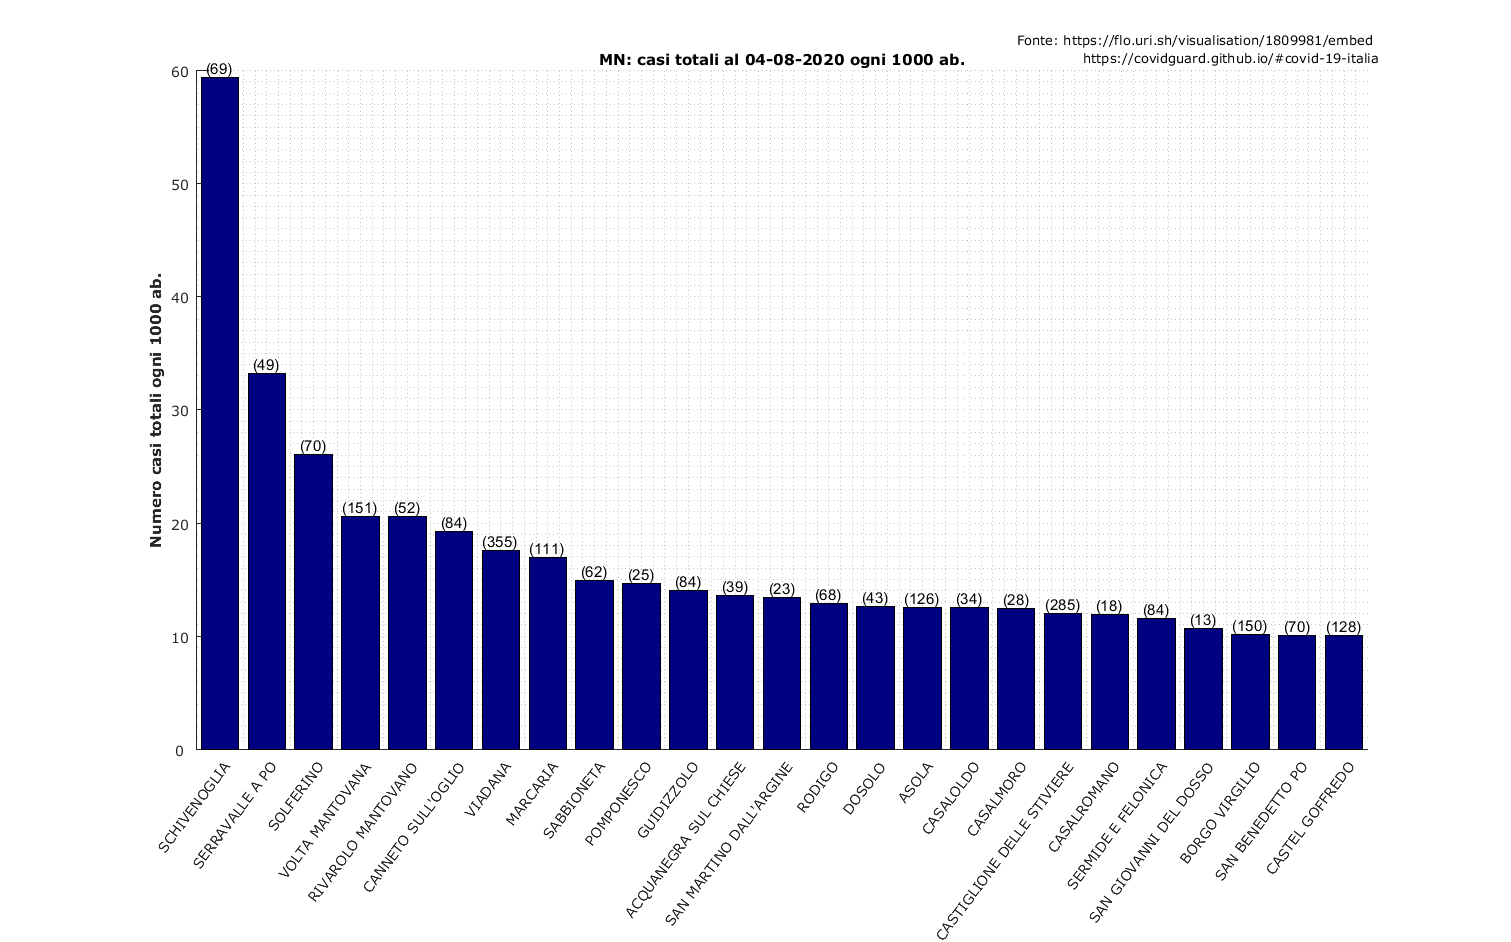 Fonte: https://flo.uri.sh/visualisation/1809981/embed
https://covidguard.github.io/#covid-19-italia
MN: casi totali al 04-08-2020 ogni 1000 ab.
Numero casi totali ogni 1000 ab.
60
50
40
30
20
10
0
(69)
(49)
(70)
(151)
(52)
(84)
(355)
(111)
(62)
(25)
(84)
(39)
(23)
(68)
(43)
(126)
(34)
(28)
(285)
(18)
(84)
(13)
(150)
(70)
(128)
SCHIVENOGLIA
SERRAVALLE A PO
SOLFERINO
VOLTA MANTOVANA
RIVAROLO MANTOVANO
CANNETO SULL'OGLIO
VIADANA
MARCARIA
SABBIONETA
POMPONESCO
GUIDIZZOLO
ACQUANEGRA SUL CHIESE
SAN MARTINO DALL'ARGINE
RODIGO
DOSOLO
ASOLA
CASALOLDO
CASALMORO
CASTIGLIONE DELLE STIVIERE
CASALROMANO
SERMIDE E FELONICA
SAN GIOVANNI DEL DOSSO
BORGO VIRGILIO
SAN BENEDETTO PO
CASTEL GOFFREDO